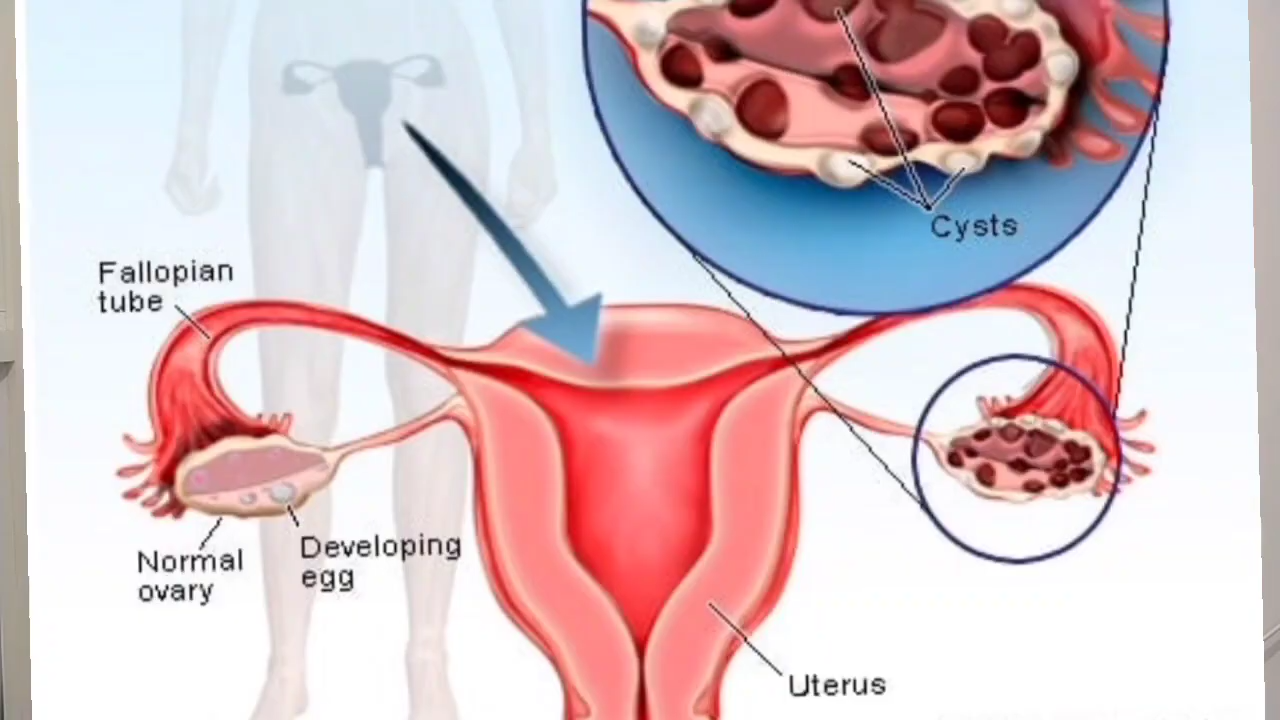 Cysts
Fallopian
tube
Normal
ovary
Developing
egg
Uterus